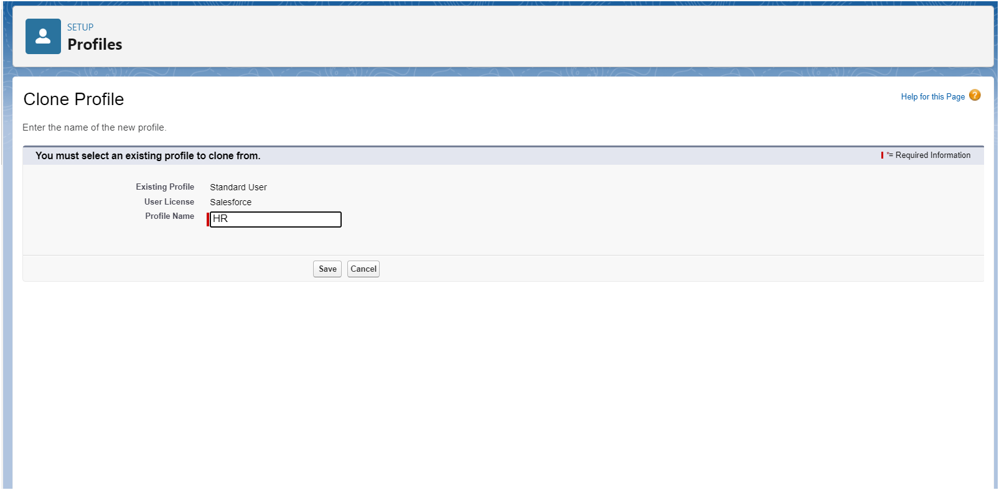 SETUP
Profiles
Clone Profile
Help for this Page ?
Enter the name of the new profile.
You must select an existing profile to clone from.
*= Required Information
Existing Profile Standard User
User License Salesforce
Profile Name HR
Save Cancel